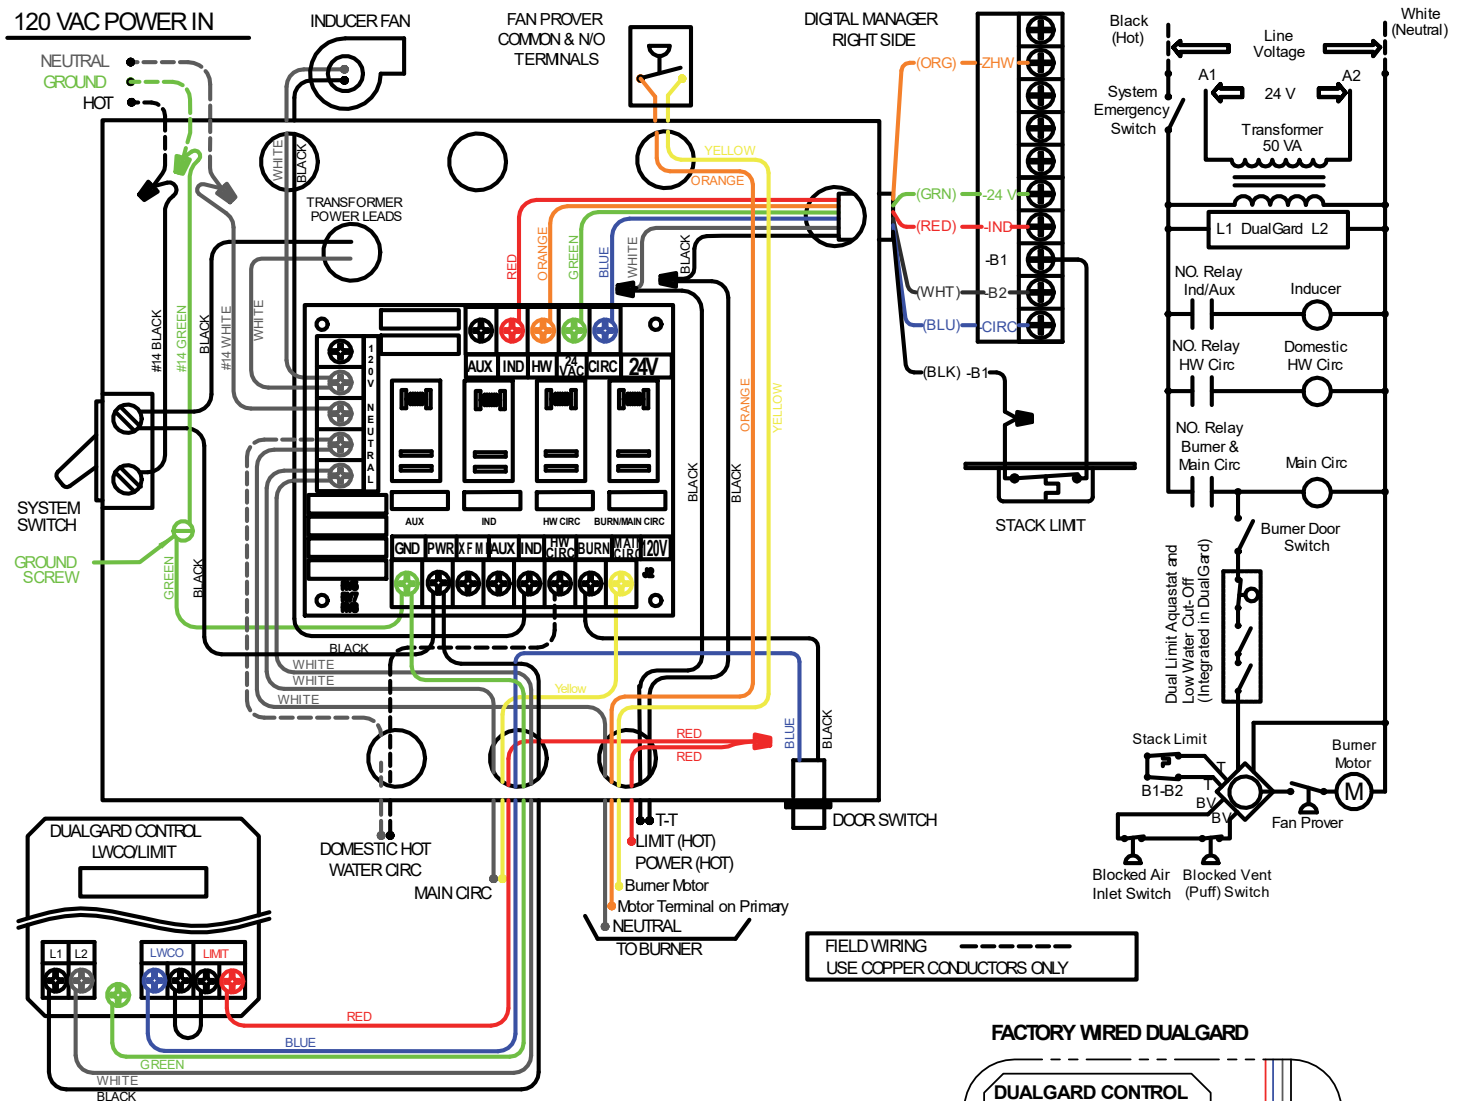 120 VAC POWER IN
NEUTRAL
GROUND
HOT
INDUCER FAN
FAN PROVER
COMMON & N/O
TERMINALS
DIGITAL MANAGER
RIGHT SIDE
(ORG)
-ZHW
(GRN)
-24 V
(RED)
-IND
-B1
(WHT)
-B2
(BLU)
-CIRC
(BLK)
-B1
STACK LIMIT
Black
(Hot)
White
(Neutral)
Line
Voltage
A1
A2
24 V
System
Emergency
Switch
Transformer
50 VA
L1 DualGard L2
NO. Relay
Ind/Aux
Inducer
NO. Relay
HW Circ
Domestic
HW Circ
NO. Relay
Burner &
Main Circ
Main Circ
Burner Door
Switch
Dual Limit Aquastat and
Low Water Cut-Off
(Integrated in DualGard)
Stack Limit
B1-B2
T
T
BV
BV
Burner
Motor
M
Fan Prover
Blocked Air
Inlet Switch
Blocked Vent
(Puff) Switch
WHITE
BLACK
YELLOW
ORANGE
TRANSFORMER
POWER LEADS
#14 BLACK
#14 GREEN
BLACK
#14 WHITE
WHITE
RED
ORANGE
GREEN
BLUE
WHITE
BLACK
AUX
IND
HW
24
VAC
CIRC
24V
120V NEUTRAL
AUX
IND
HW CIRC
BURN/MAIN CIRC
GND
PWR
XFM
AUX
IND
HW
CIRC
BURN
MAIN
CIRC
120V
J2
BLACK
BLACK
ORANGE
YELLOW
SYSTEM
SWITCH
GROUND
SCREW
GREEN
BLACK
BLACK
WHITE
WHITE
WHITE
Yellow
RED
RED
BLUE
BLACK
DOOR SWITCH
T-T
LIMIT (HOT)
POWER (HOT)
Burner Motor
Motor Terminal on Primary
NEUTRAL
TO BURNER
DOMESTIC HOT
WATER CIRC
MAIN CIRC
DUALGARD CONTROL
LWCO/LIMIT
L1
L2
LWCO
LIMIT
RED
BLUE
GREEN
WHITE
BLACK
FIELD WIRING
USE COPPER CONDUCTORS ONLY
FACTORY WIRED DUALGARD
DUALGARD CONTROL